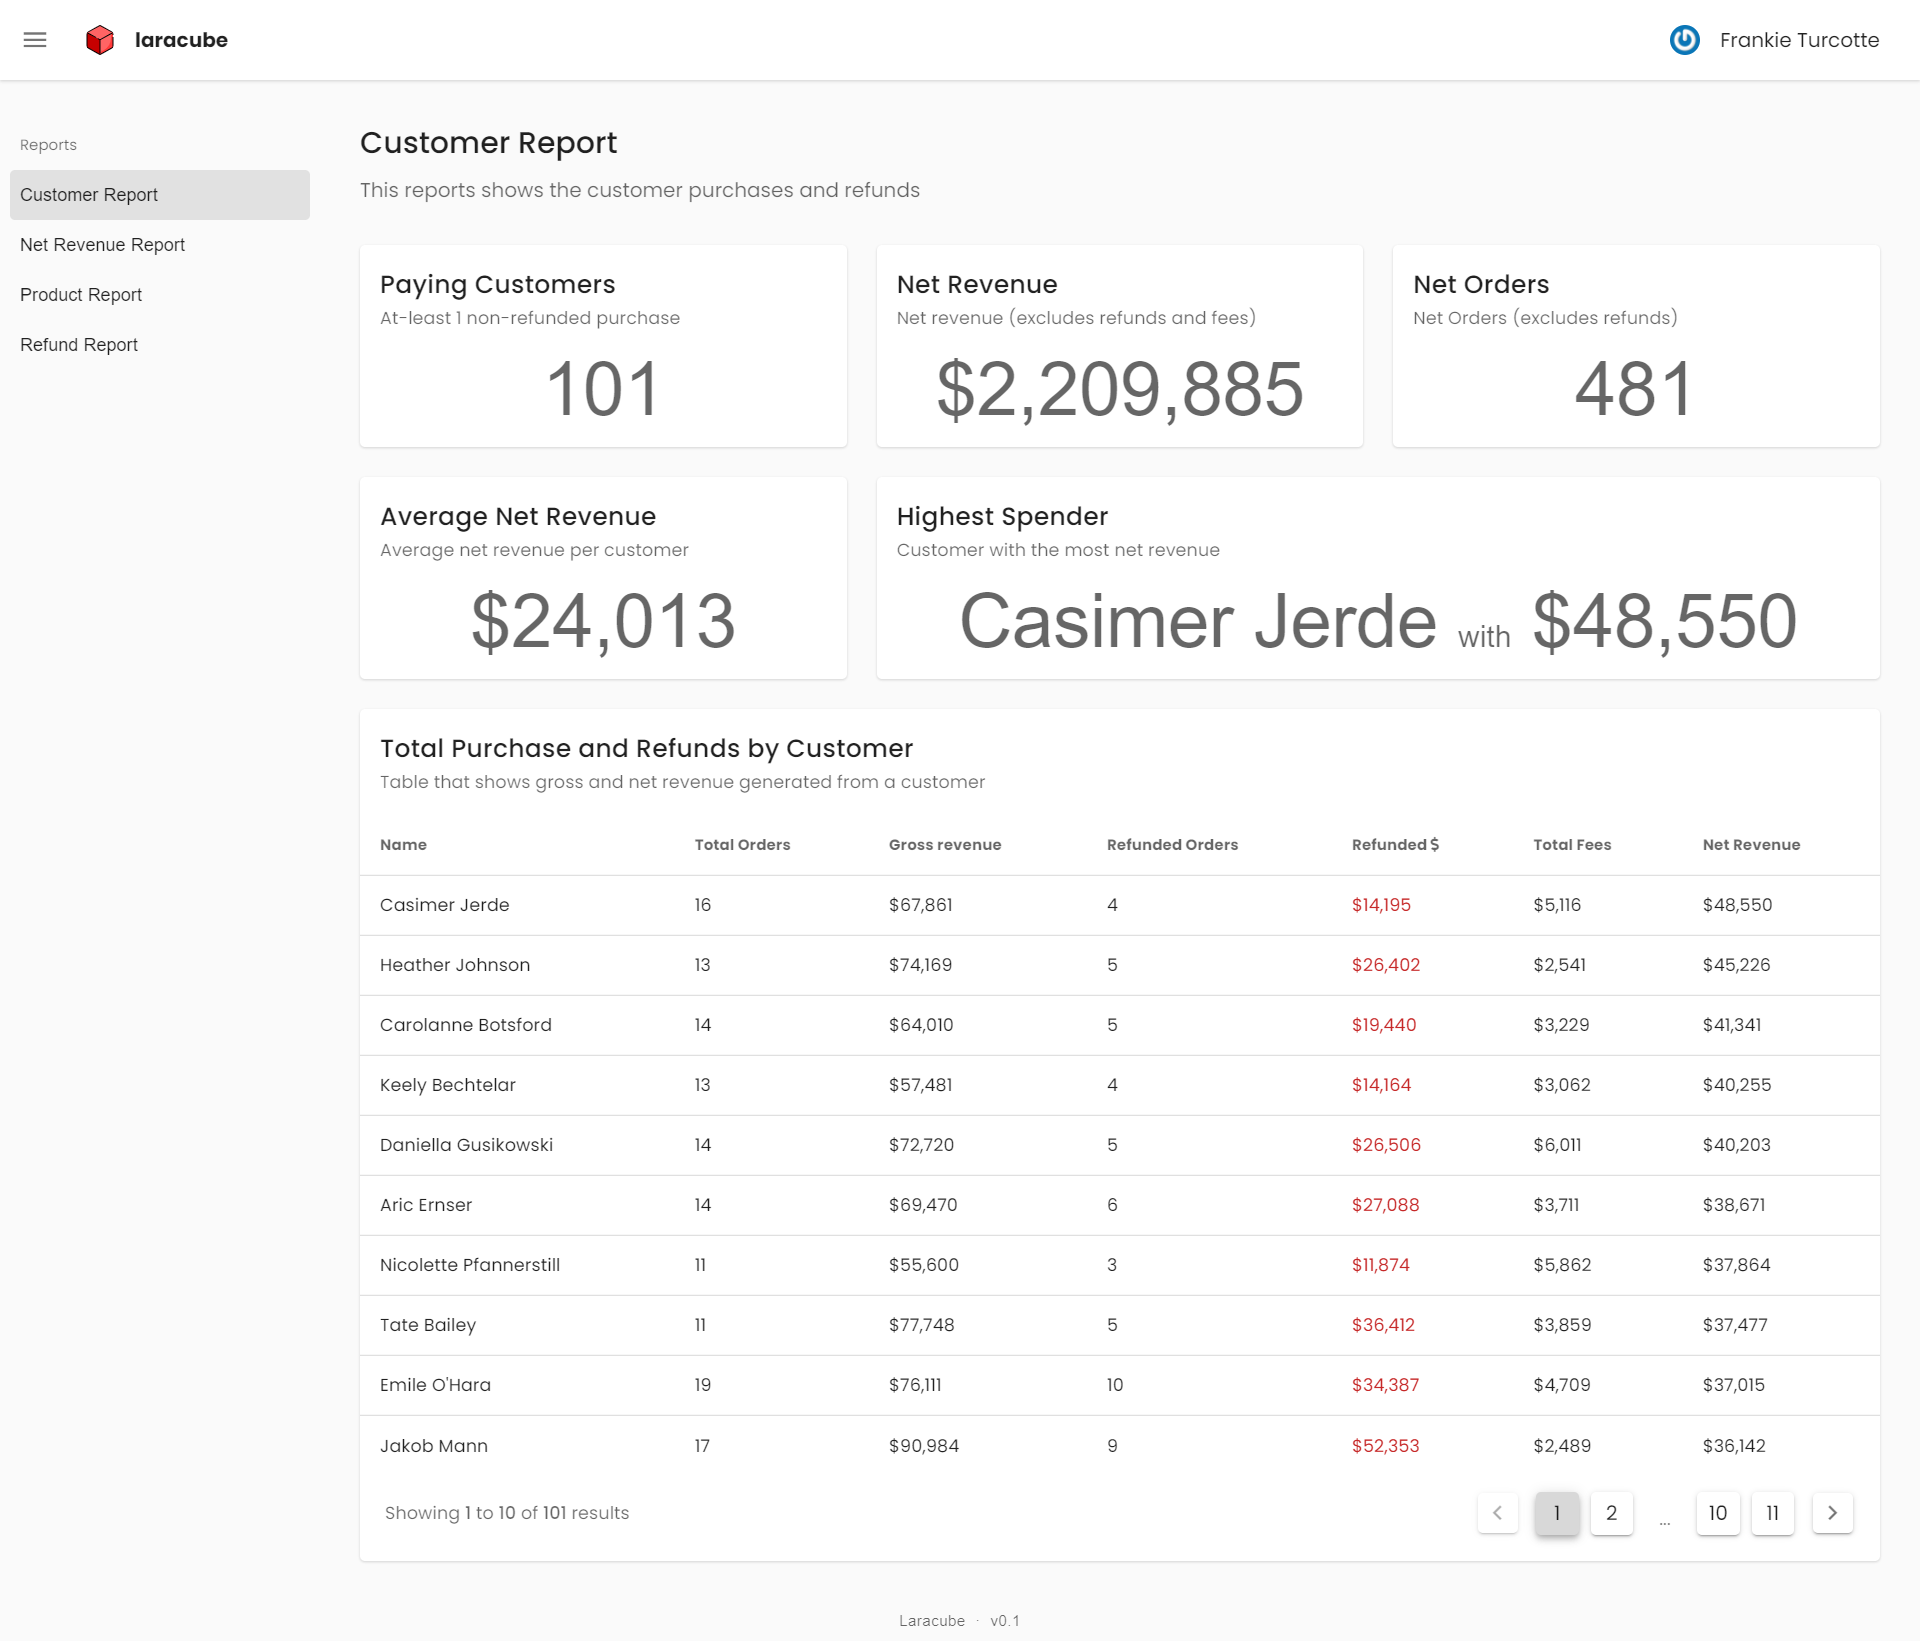 laracube
Frankie Turcotte
Reports
Customer Report
Net Revenue Report
Product Report
Refund Report
Customer Report
This reports shows the customer purchases and refunds
Paying Customers
At-least 1 non-refunded purchase
101
Net Revenue
Net revenue (excludes refunds and fees)
$2,209,885
Net Orders
Net Orders (excludes refunds)
481
Average Net Revenue
Average net revenue per customer
$24,013
Highest Spender
Customer with the most net revenue
Casimer Jerde with $48,550
Total Purchase and Refunds by Customer
Table that shows gross and net revenue generated from a customer
Name Total Orders Gross revenue Refunded Orders Refunded $ Total Fees Net Revenue
Casimer Jerde 16 $67,861 4 $14,195 $5,116 $48,550
Heather Johnson 13 $74,169 5 $26,402 $2,541 $45,226
Carolanne Botsford 14 $64,010 5 $19,440 $3,229 $41,341
Keely Bechtelar 13 $57,481 4 $14,164 $3,062 $40,255
Daniella Gusikowski 14 $72,720 5 $26,506 $6,011 $40,203
Aric Ernser 14 $69,470 6 $27,088 $3,711 $38,671
Nicolette Pfannerstill 11 $55,600 3 $11,874 $5,862 $37,864
Tate Bailey 11 $77,748 5 $36,412 $3,859 $37,477
Emile O'Hara 19 $76,111 10 $34,387 $4,709 $37,015
Jakob Mann 17 $90,984 9 $52,353 $2,489 $36,142
Showing 1 to 10 of 101 results
1 2 ... 10 11
Laracube · v0.1